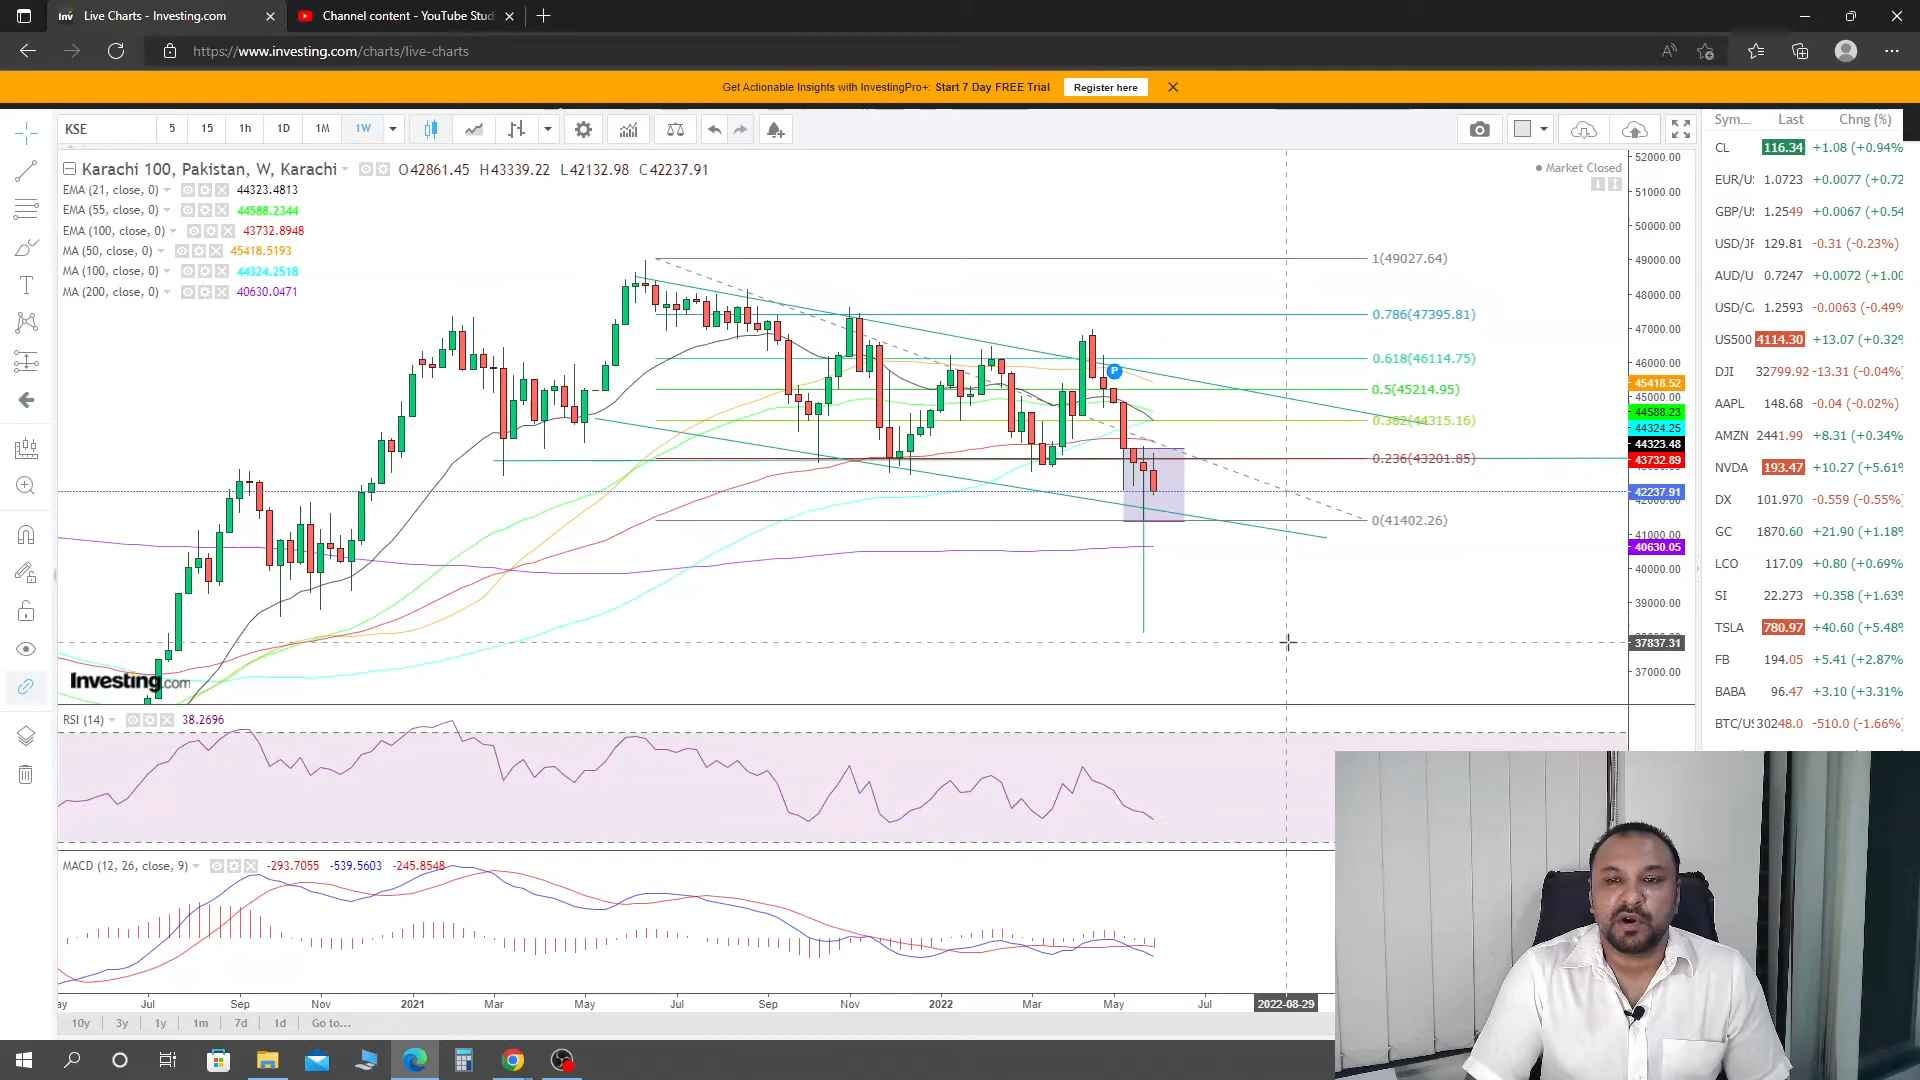 Live Charts - Investing.com
Channel content - YouTube Stud
https://www.investing.com/charts/live-charts
Get Actionable Insights with InvestingPro+: Start 7 Day FREE Trial
Register here
KSE
5
15
1h
1D
1M
1W
Karachi 100, Pakistan, W, Karachi
O42861.45 H43339.22 L42132.98 C42237.91
Market Closed
EMA (21, close, 0) 44323.4813
EMA (55, close, 0) 44588.2344
EMA (100, close, 0) 43732.8948
MA (50, close, 0) 45418.5193
MA (100, close, 0) 44324.2518
MA (200, close, 0) 40630.0471
1(49027.64)
0.786(47395.81)
0.618(46114.75)
0.5(45214.95)
0.382(44315.16)
0.236(43201.85)
0(41402.26)
P
52000.00
51000.00
50000.00
49000.00
48000.00
47000.00
46000.00
45418.52
45000.00
44588.23
44324.25
44323.48
43732.89
42237.91
41000.00
40630.05
40000.00
39000.00
37837.31
37000.00
Investing.com
RSI (14) 38.2696
MACD (12, 26, close, 9) -293.7055 -539.5603 -245.8548
Jul
Sep
Nov
2021
Mar
May
Jul
Sep
Nov
2022
Mar
May
Jul
2022-08-29
10y
3y
1y
1m
7d
1d
Go to...
Sym... Last Chng (%)
CL 116.34 +1.08 (+0.94%
EUR/U 1.0723 +0.0077 (+0.72
GBP/U 1.2549 +0.0067 (+0.54
USD/JF 129.81 -0.31 (-0.23%)
AUD/U 0.7247 +0.0072 (+1.00
USD/C 1.2593 -0.0063 (-0.49%
US500 4114.30 +13.07 (+0.32%
DJI 32799.92 -13.31 (-0.04%)
AAPL 148.68 -0.04 (-0.02%)
AMZN 2441.99 +8.31 (+0.34%
NVDA 193.47 +10.27 (+5.61%
DX 101.970 -0.559 (-0.55%)
GC 1870.60 +21.90 (+1.18%
LCO 117.09 +0.80 (+0.69%
SI 22.273 +0.358 (+1.63%
TSLA 780.97 +40.60 (+5.48%
FB 194.05 +5.41 (+2.87%
BABA 96.47 +3.10 (+3.31%
BTC/U 30248.0 -510.0 (-1.66%)